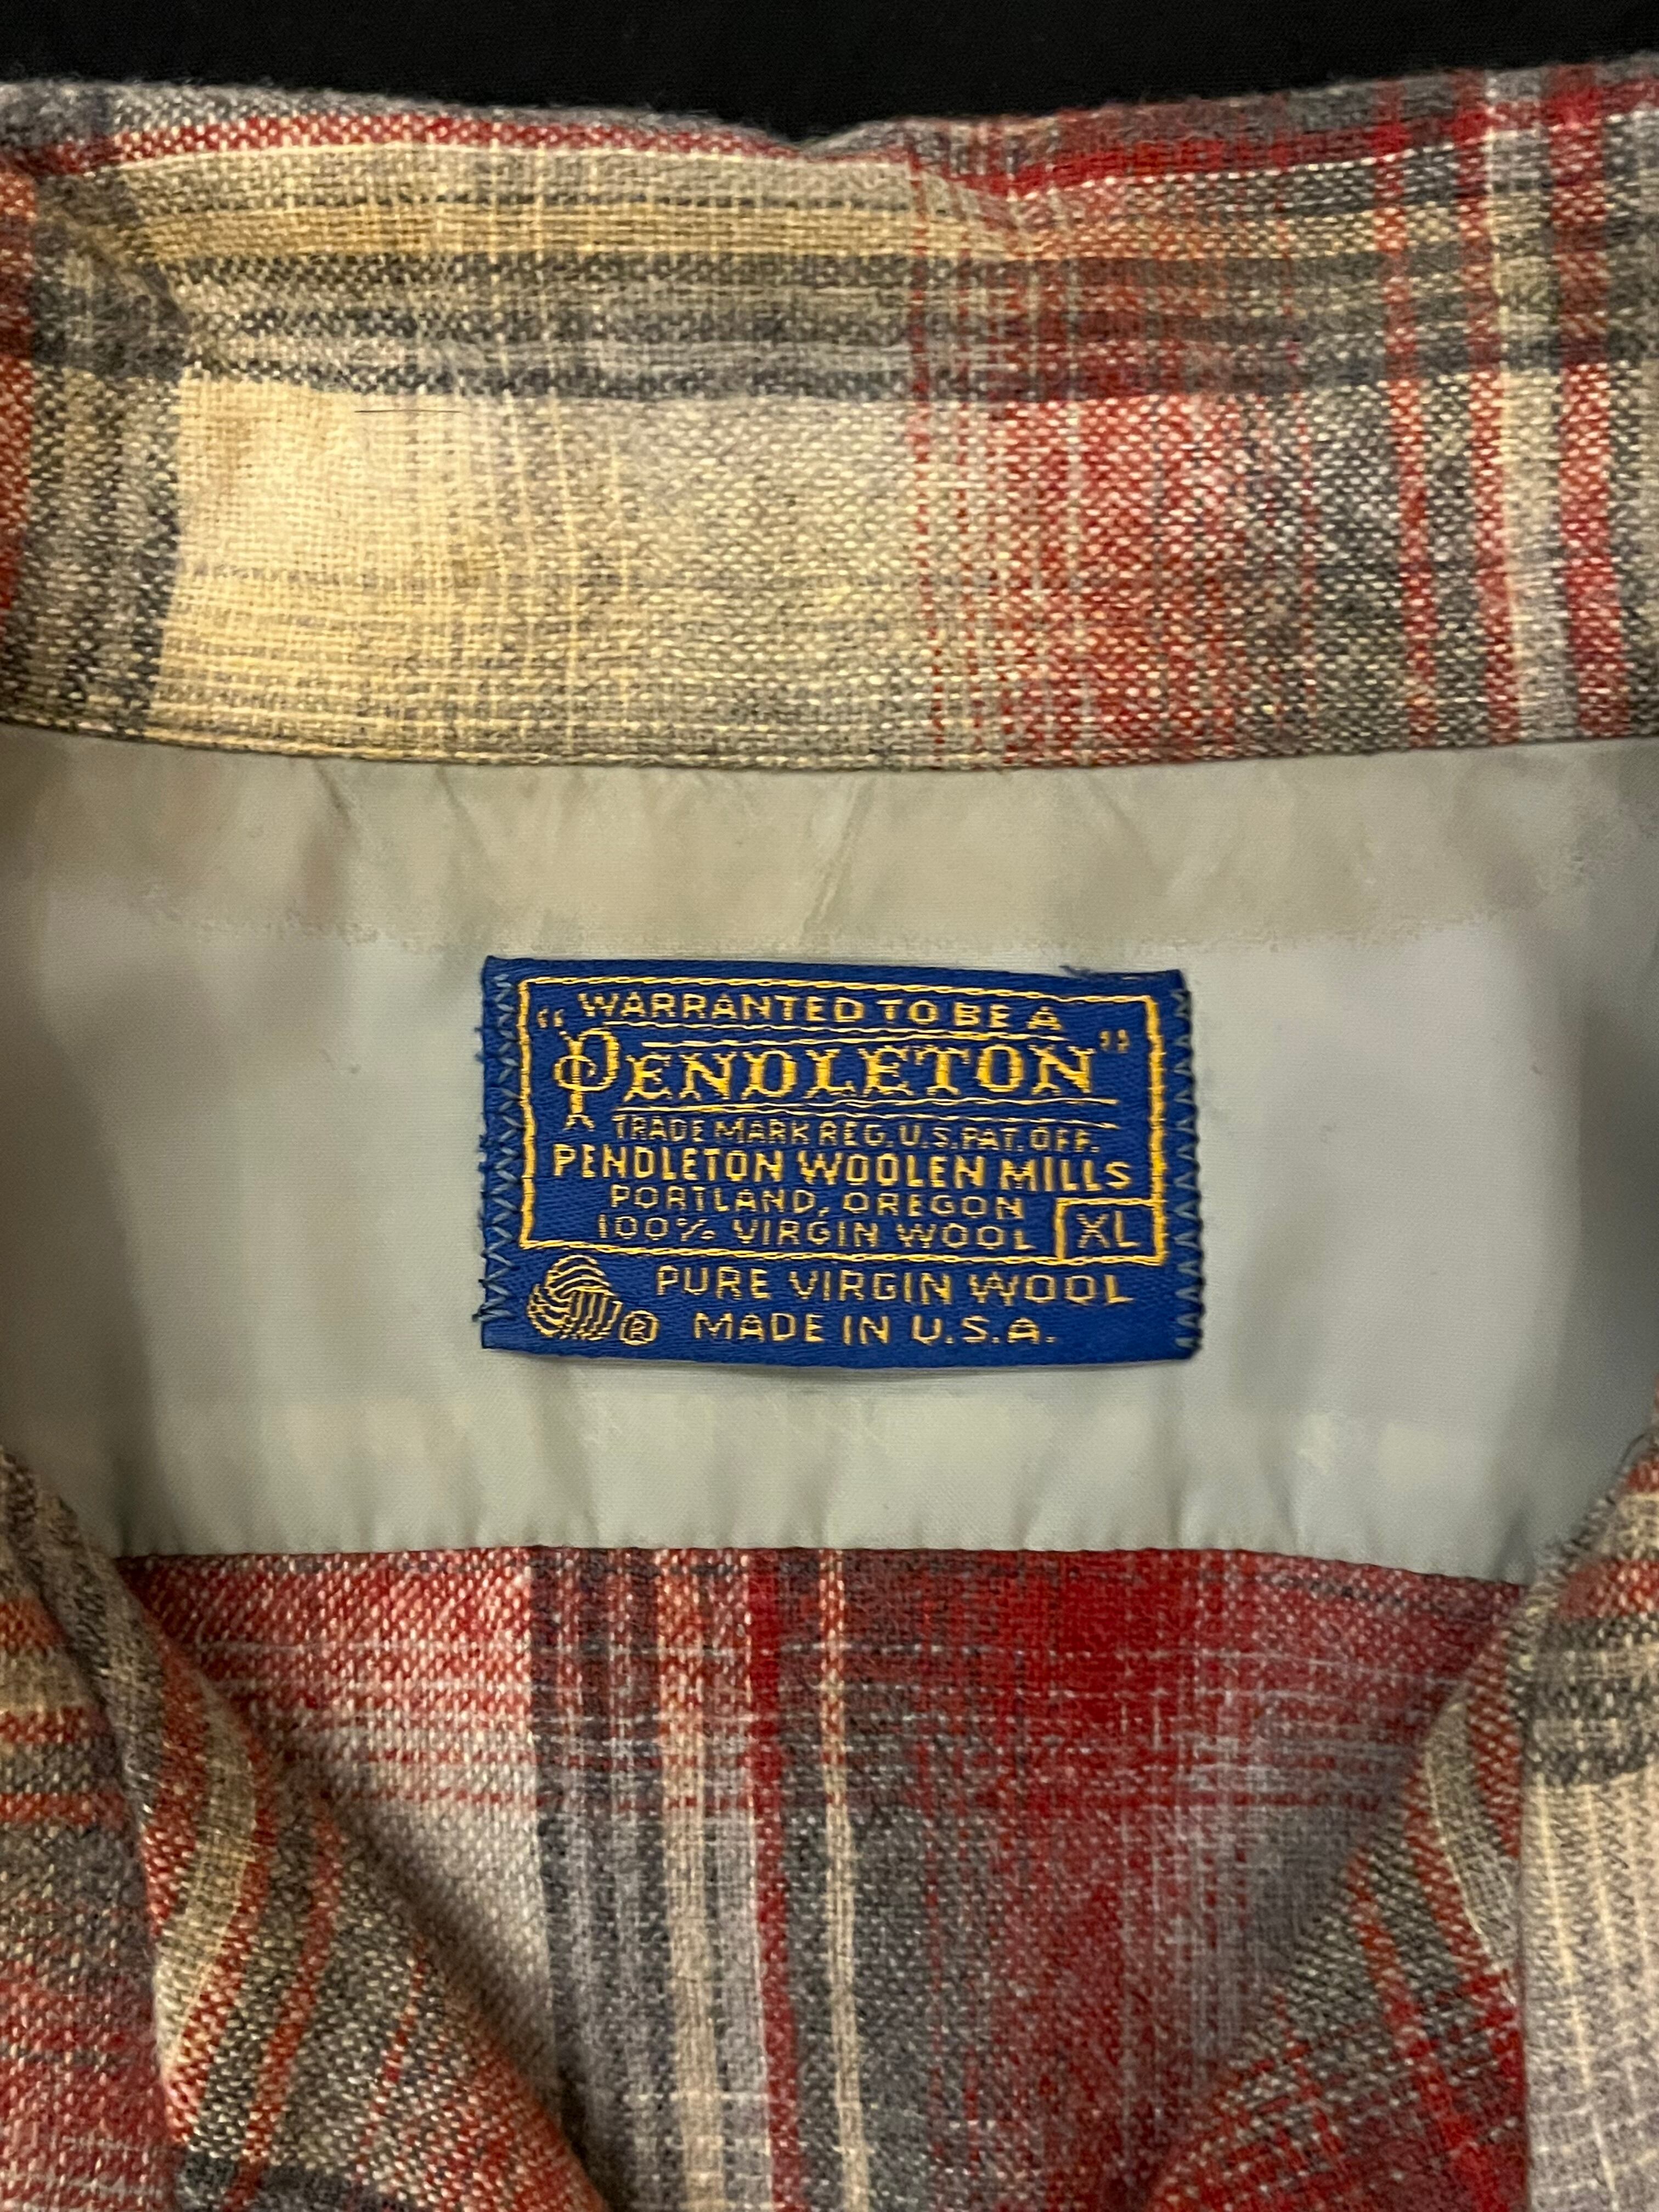 WARRANTED TO BE A
"PENDLETON"
TRADE MARK REG. U.S. PAT. OFF.
PENDLETON WOOLEN MILLS
PORTLAND, OREGON
100% VIRGIN WOOL XL
PURE VIRGIN WOOL
® MADE IN U.S.A.